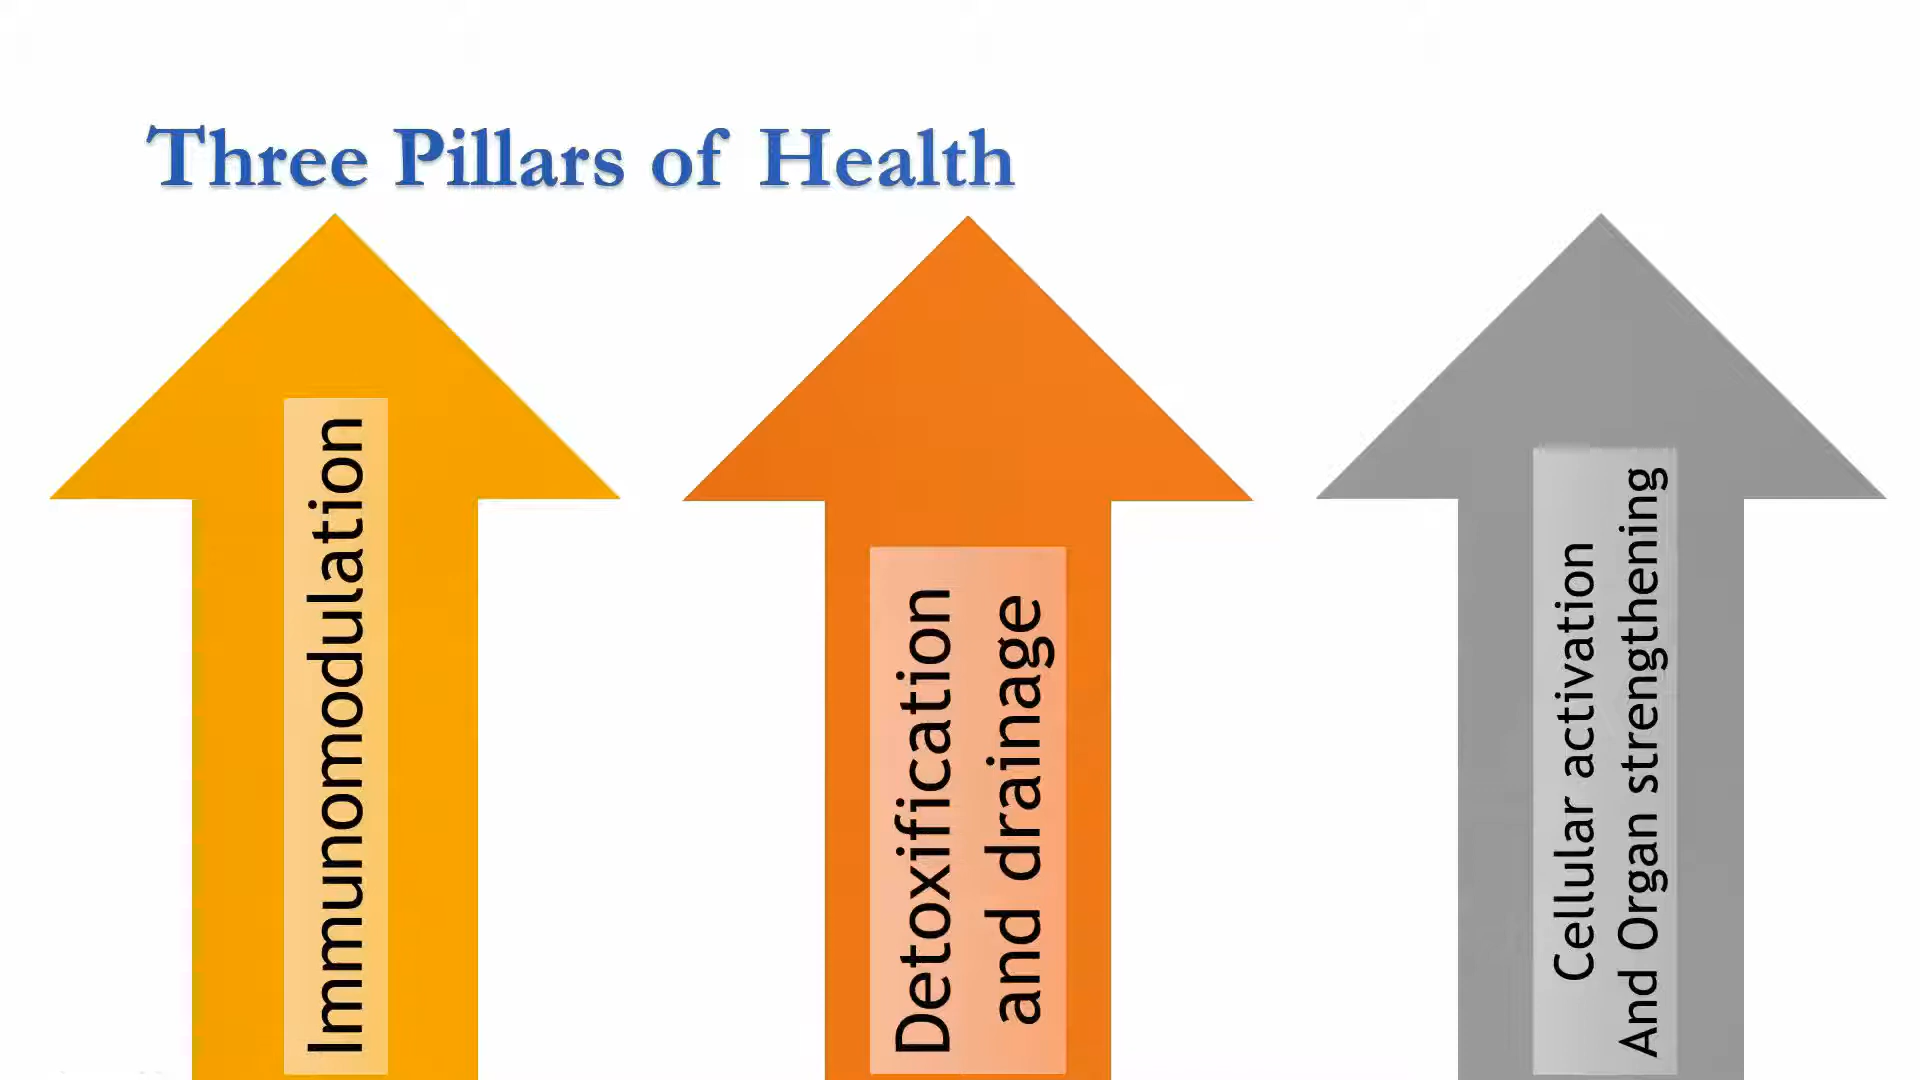 Three Pillars of Health
Immunomodulation
Detoxification
and drainage
Cellular activation
And Organ strengthening